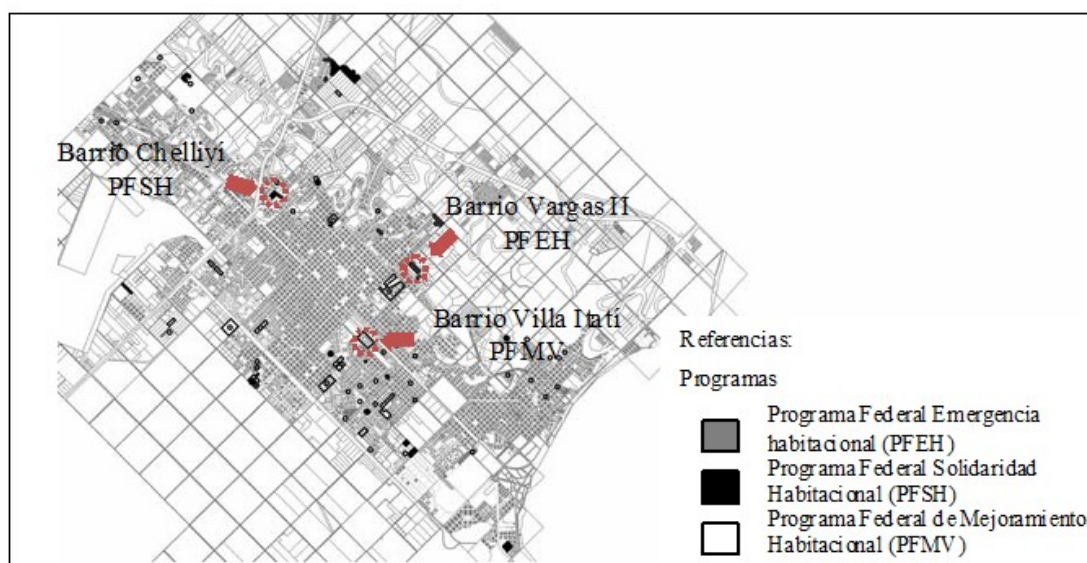 Barrio Chelliyí
PFSH
Barrio Vargas II
PFEH
Barrio Villa Itatí
PFMV
Referencias:
Programas
Programa Federal Emergencia
habitacional (PFEH)
Programa Federal Solidaridad
Habitacional (PFSH)
Programa Federal de Mejoramiento
Habitacional (PFMV)